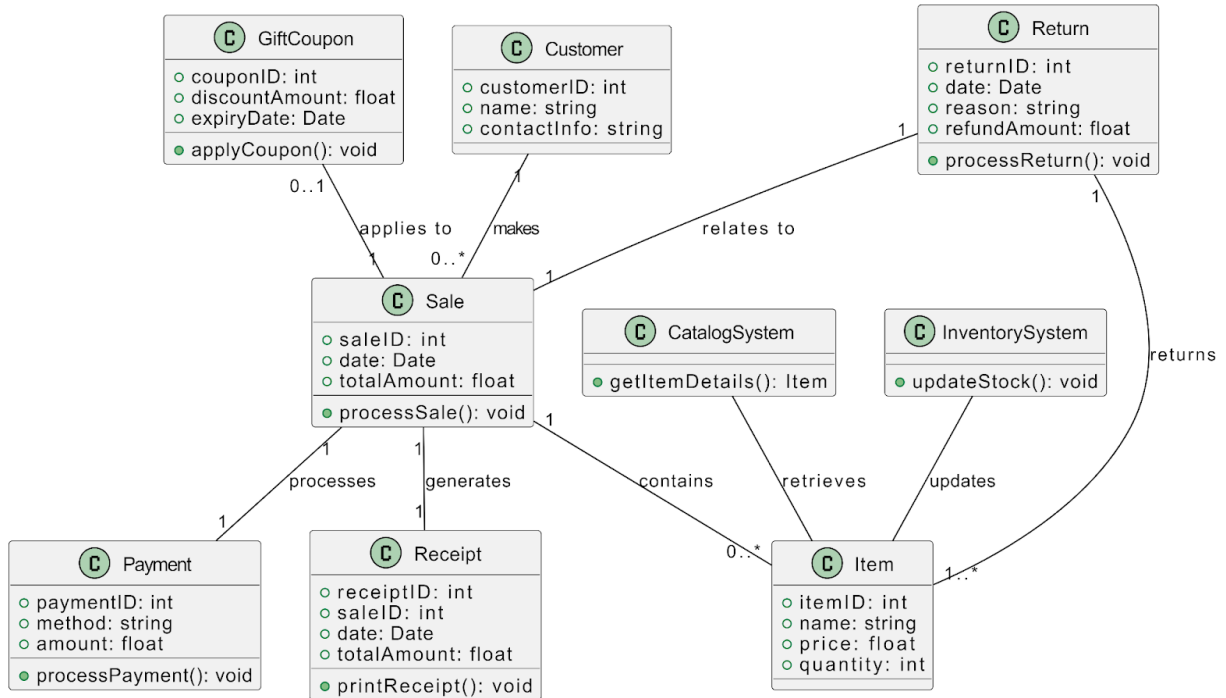 C GiftCoupon
couponID: int
discountAmount: float
expiryDate: Date
applyCoupon(): void
C Customer
customerID: int
name: string
contactInfo: string
C Return
returnID: int
date: Date
reason: string
refundAmount: float
processReturn(): void
0..1
applies to
1
1
makes
0..*
1
relates to
1
1
returns
1..*
C Sale
saleID: int
date: Date
totalAmount: float
processSale(): void
C CatalogSystem
getItemDetails(): Item
C InventorySystem
updateStock(): void
1
processes
1
1
generates
1
1
contains
0..*
retrieves
updates
C Payment
paymentID: int
method: string
amount: float
processPayment(): void
C Receipt
receiptID: int
saleID: int
date: Date
totalAmount: float
printReceipt(): void
C Item
itemID: int
name: string
price: float
quantity: int